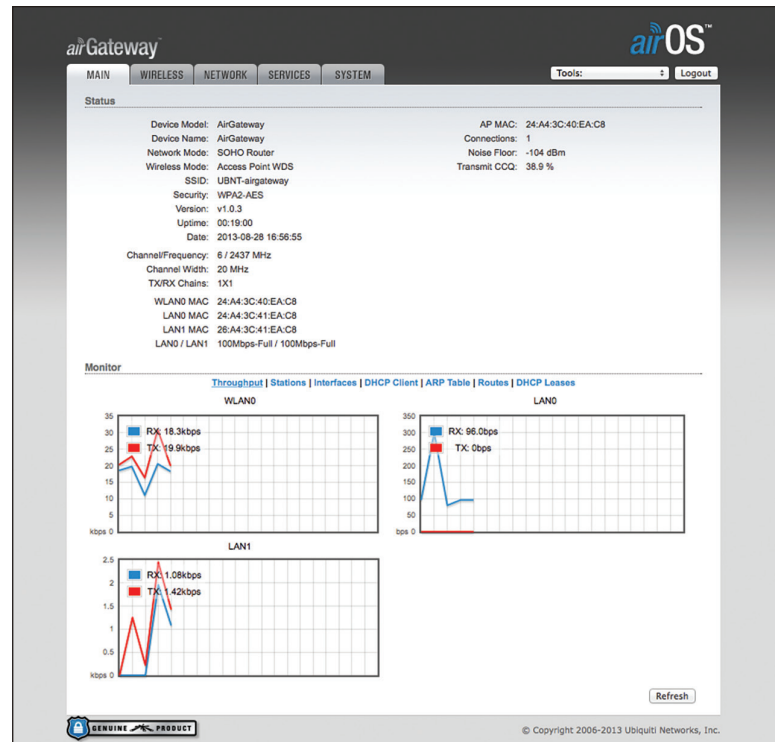 airGateway™
airOS™
MAIN WIRELESS NETWORK SERVICES SYSTEM
Tools: Logout
Status
Device Model: AirGateway
Device Name: AirGateway
Network Mode: SOHO Router
Wireless Mode: Access Point WDS
SSID: UBNT-airgateway
Security: WPA2-AES
Version: v1.0.3
Uptime: 00:19:00
Date: 2013-08-28 16:56:55
Channel/Frequency: 6 / 2437 MHz
Channel Width: 20 MHz
TX/RX Chains: 1X1
WLAN0 MAC 24:A4:3C:40:EA:C8
LAN0 MAC 24:A4:3C:41:EA:C8
LAN1 MAC 26:A4:3C:41:EA:C8
LAN0 / LAN1 100Mbps-Full / 100Mbps-Full
AP MAC: 24:A4:3C:40:EA:C8
Connections: 1
Noise Floor: -104 dBm
Transmit CCQ: 38.9 %
Monitor
Throughput | Stations | Interfaces | DHCP Client | ARP Table | Routes | DHCP Leases
WLAN0
35
30
25
20
15
10
5
kbps 0
RX: 18.3kbps
TX: 19.9kbps
LAN0
350
300
250
200
150
100
50
bps 0
RX: 96.0bps
TX: 0bps
LAN1
2.5
2
1.5
1
0.5
kbps 0
RX: 1.08kbps
TX: 1.42kbps
Refresh
GENUINE PRODUCT
© Copyright 2006-2013 Ubiquiti Networks, Inc.